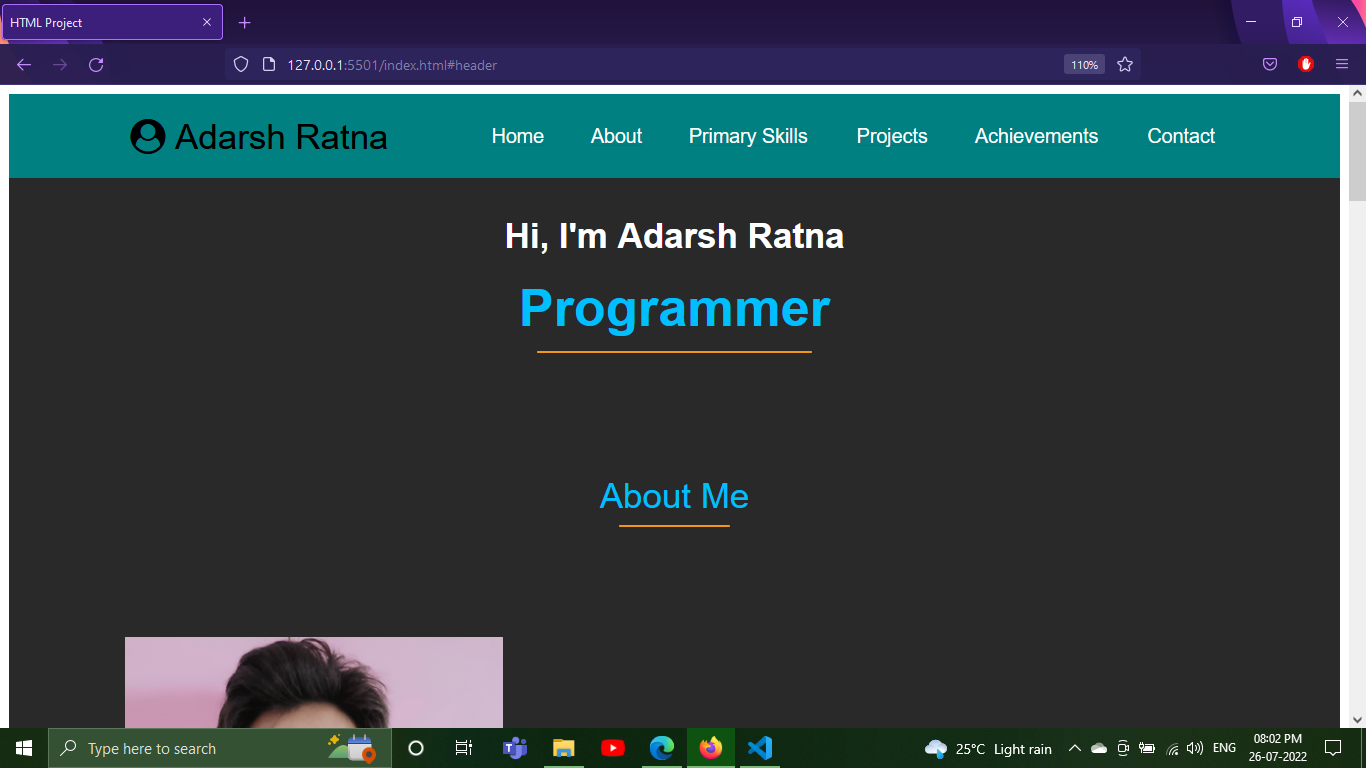 HTML Project
127.0.0.1:5501/index.html#header
110%
Adarsh Ratna
Home About Primary Skills Projects Achievements Contact
Hi, I'm Adarsh Ratna
Programmer
About Me
Type here to search
25°C Light rain
ENG
08:02 PM
26-07-2022